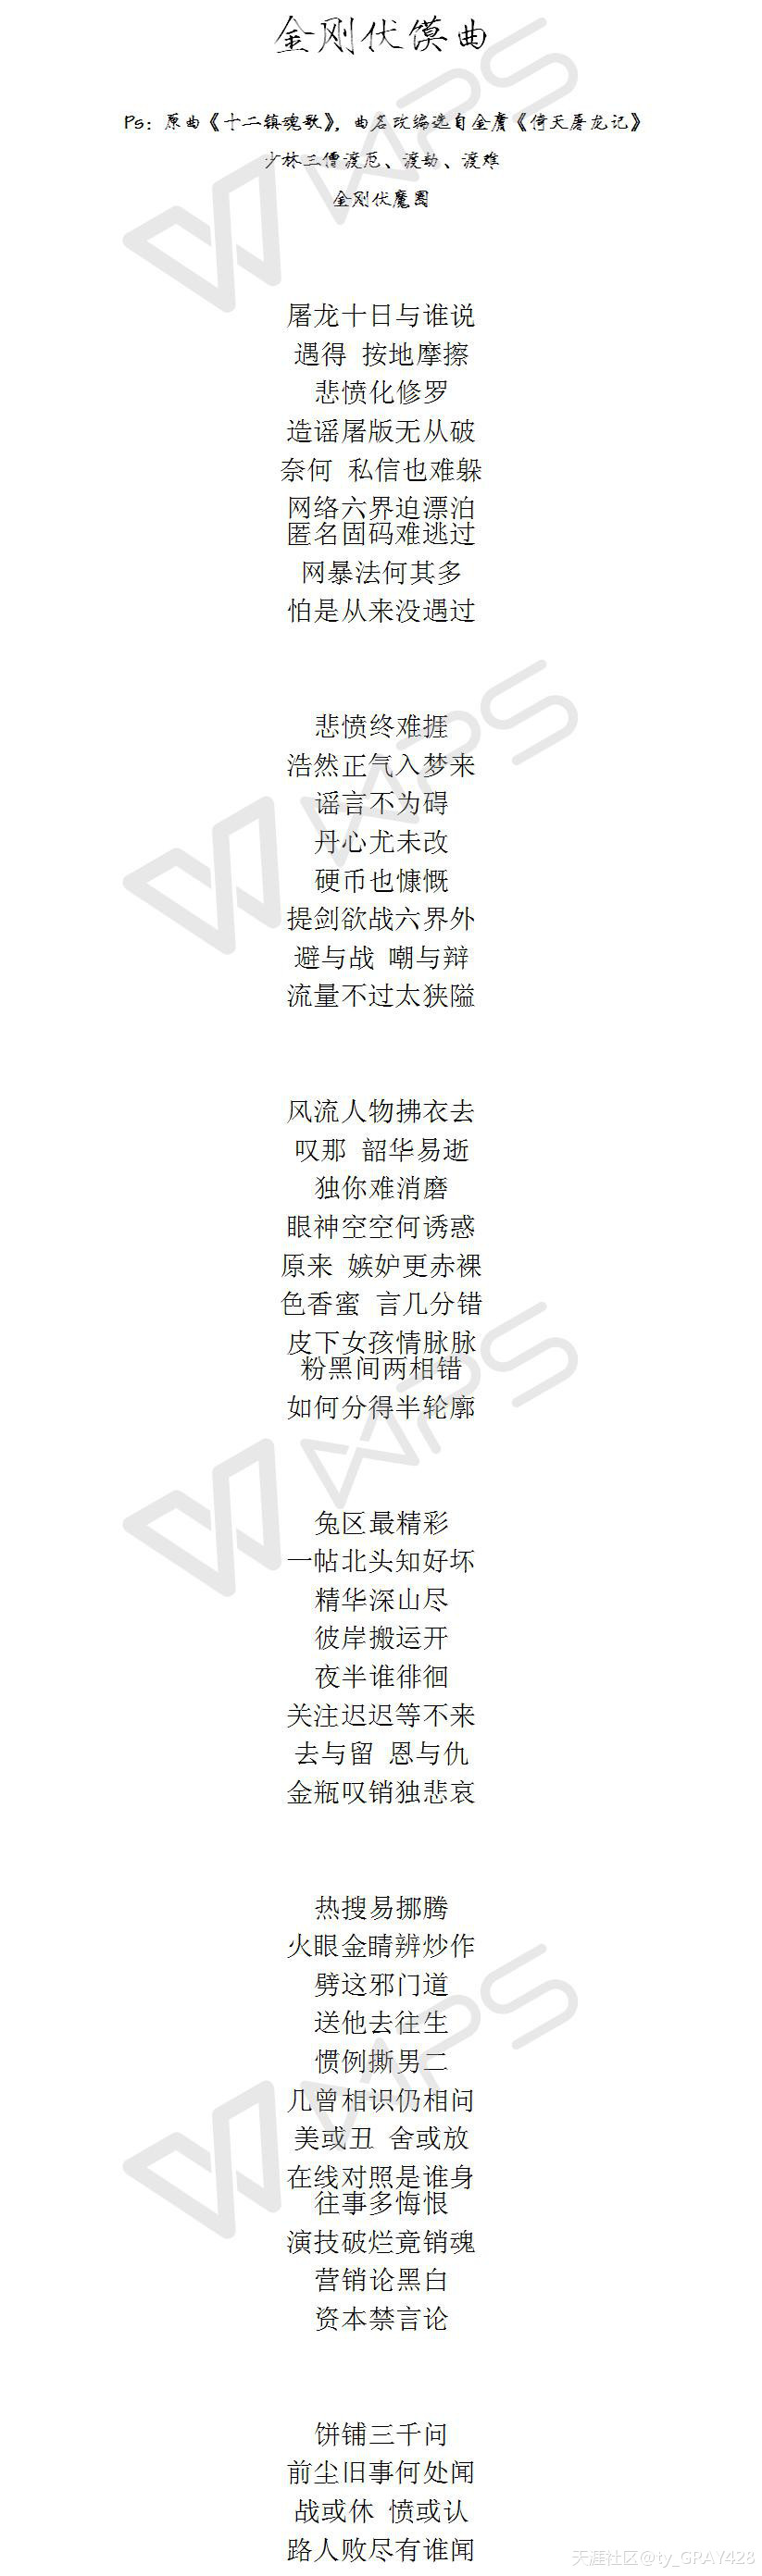 金刚伏馍曲
Ps：原曲《十二镇魂歌》，曲名改编选自金庸《倚天屠龙记》
少林三僧渡厄、渡劫、渡难
金刚伏魔圈
屠龙十日与谁说
遇得 按地摩擦
悲愤化修罗
造谣屠版无从破
奈何 私信也难躲
网络六界迫漂泊
匿名固码难逃过
网暴法何其多
怕是从来没遇过
悲愤终难捱
浩然正气入梦来
谣言不为碍
丹心尤未改
硬币也慷慨
提剑欲战六界外
避与战 嘲与辩
流量不过太狭隘
风流人物拂衣去
叹那 韶华易逝
独你难消磨
眼神空空何诱惑
原来 嫉妒更赤裸
色香蜜 言几分错
皮下女孩情脉脉
粉黑间两相错
如何分得半轮廓
兔区最精彩
一帖北头知好坏
精华深山尽
彼岸搬运开
夜半谁徘徊
关注迟迟等不来
去与留 恩与仇
金瓶叹销独悲哀
热搜易挪腾
火眼金睛辨炒作
劈这邪门道
送他去往生
惯例撕男二
几曾相识仍相问
美或丑 舍或放
在线对照是谁身
往事多悔恨
演技破烂竟销魂
营销论黑白
资本禁言论
饼铺三千问
前尘旧事何处闻
战或休 愤或认
路人败尽有谁闻
WPS
WPS
WPS
WPS
天涯社区@ty_GRAY428